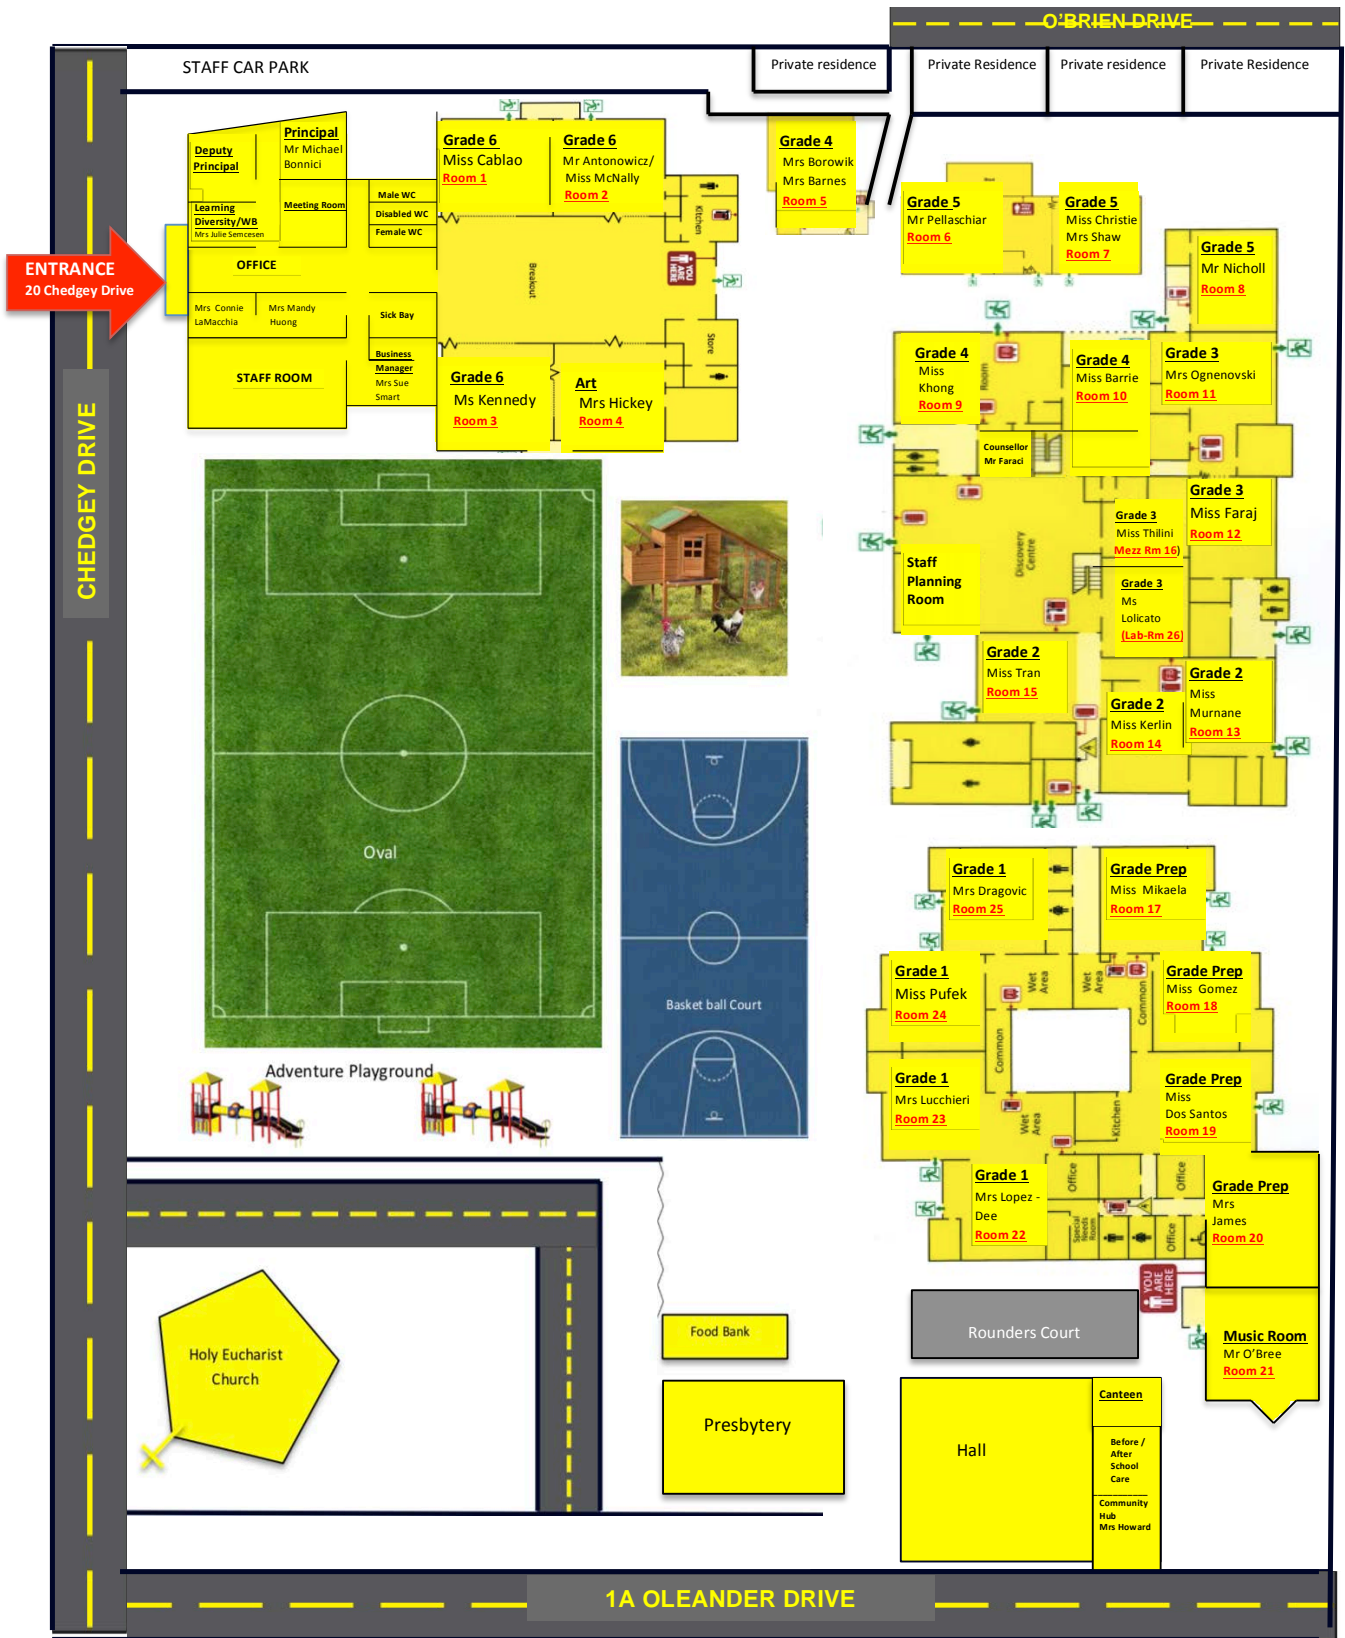 O'BRIEN DRIVE
STAFF CAR PARK
Private residence
Private Residence
Private residence
Private Residence
Deputy
Principal
Principal
Mr Michael
Bonnici
Learning
Diversity/WB
Mrs Julie Semcesen
Meeting Room
Male WC
Disabled WC
Female WC
Grade 6
Miss Cablao
Room 1
Grade 6
Mr Antonowicz/
Miss McNally
Room 2
Kitchen
Grade 4
Mrs Borowik
Mrs Barnes
Room 5
Grade 5
Mr Pellaschiar
Room 6
Grade 5
Miss Christie
Mrs Shaw
Room 7
Grade 5
Mr Nicholl
Room 8
ENTRANCE
20 Chedgey Drive
OFFICE
Breakout
YOU
ARE
HERE
Mrs Connie
LaMacchia
Mrs Mandy
Huong
Sick Bay
Store
STAFF ROOM
Business
Manager
Mrs Sue
Smart
Grade 6
Ms Kennedy
Room 3
Art
Mrs Hickey
Room 4
Grade 4
Miss
Khong
Room 9
Room
Grade 4
Miss Barrie
Room 10
Grade 3
Mrs Ognenovski
Room 11
Counsellor
Mr Faraci
CHEDGEY DRIVE
Grade 3
Miss Faraj
Room 12
Grade 3
Miss Thilini
Mezz Rm 16)
Discovery
Centre
Staff
Planning
Room
Grade 3
Ms
Lolicato
(Lab-Rm 26)
Grade 2
Miss Tran
Room 15
Grade 2
Miss Kerlin
Room 14
Grade 2
Miss
Murnane
Room 13
Oval
Basket ball Court
Grade 1
Mrs Dragovic
Room 25
Grade Prep
Miss Mikaela
Room 17
Grade 1
Miss Pufek
Room 24
Wet
Area
Wet
Area
Common
Grade Prep
Miss Gomez
Room 18
Common
Grade 1
Mrs Lucchieri
Room 23
Wet
Area
Kitchen
Grade Prep
Miss
Dos Santos
Room 19
Adventure Playground
Grade 1
Mrs Lopez -
Dee
Room 22
Office
Office
Special
Needs
Room
Office
Grade Prep
Mrs
James
Room 20
YOU
ARE
HERE
Holy Eucharist
Church
Food Bank
Rounders Court
Music Room
Mr O'Bree
Room 21
Presbytery
Hall
Canteen
Before /
After
School
Care
Community
Hub
Mrs Howard
1A OLEANDER DRIVE